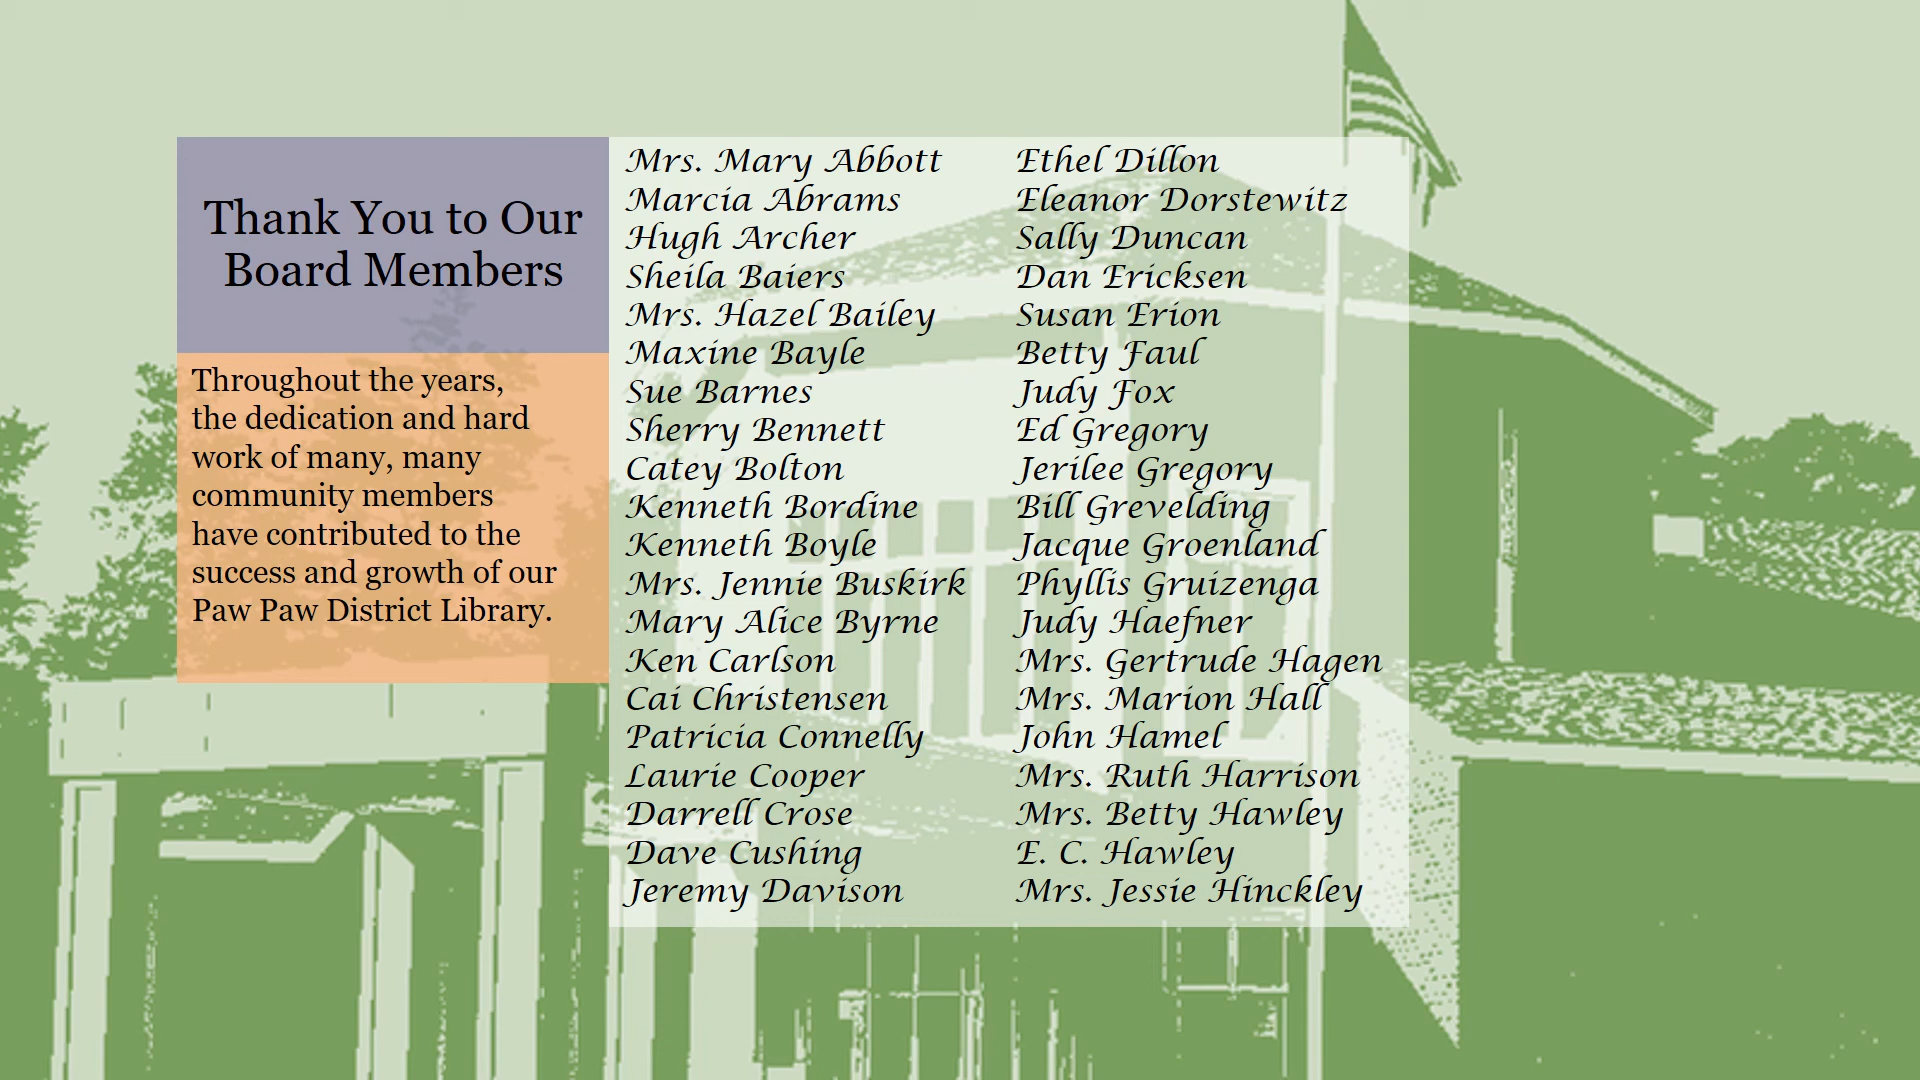 Thank You to Our
Board Members
Throughout the years,
the dedication and hard
work of many, many
community members
have contributed to the
success and growth of our
Paw Paw District Library.
Mrs. Mary Abbott
Marcia Abrams
Hugh Archer
Sheila Baiers
Mrs. Hazel Bailey
Maxine Bayle
Sue Barnes
Sherry Bennett
Catey Bolton
Kenneth Bordine
Kenneth Boyle
Mrs. Jennie Buskirk
Mary Alice Byrne
Ken Carlson
Cai Christensen
Patricia Connelly
Laurie Cooper
Darrell Crose
Dave Cushing
Jeremy Davison
Ethel Dillon
Eleanor Dorstewitz
Sally Duncan
Dan Ericksen
Susan Erion
Betty Faul
Judy Fox
Ed Gregory
Jerilee Gregory
Bill Grevelding
Jacque Groenland
Phyllis Gruizenga
Judy Haefner
Mrs. Gertrude Hagen
Mrs. Marion Hall
John Hamel
Mrs. Ruth Harrison
Mrs. Betty Hawley
E. C. Hawley
Mrs. Jessie Hinckley